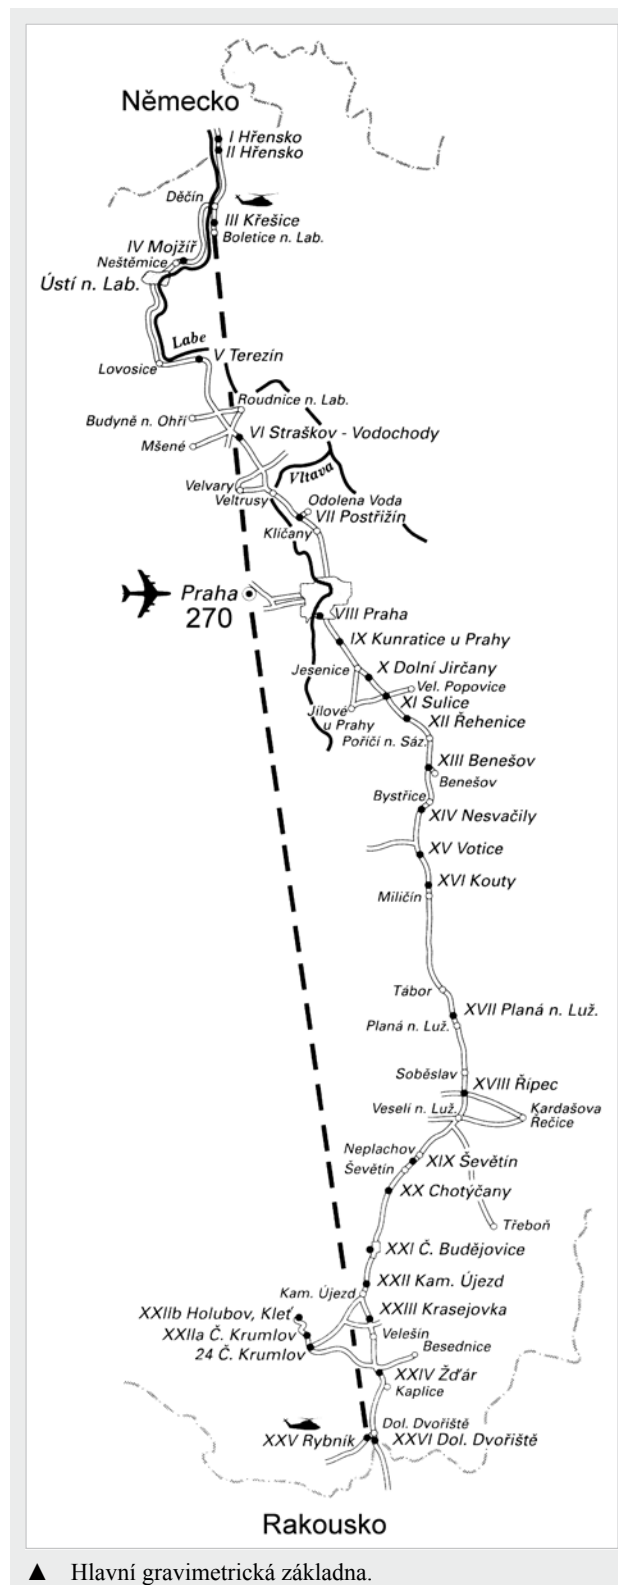 Německo
I Hřensko
II Hřensko
Děčín
III Křešice
Boletice n. Lab.
IV Mojžíř
Neštěmice
Ústí n. Lab.
Labe
V Terezín
Lovosice
Roudnice n. Lab.
Budyně n. Ohří
VI Straškov - Vodochody
Mšené
Vltava
Velvary
Veltrusy
Odolena Voda
VII Postřižín
Klíčany
Praha
270
VIII Praha
IX Kunratice u Prahy
Jesenice
X Dolní Jirčany
Vel. Popovice
XI Sulice
Jílové
u Prahy
XII Řehenice
Poříčí n. Sáz.
XIII Benešov
Benešov
Bystřice
XIV Nesvačily
XV Votice
XVI Kouty
Miličín
Tábor
XVII Planá n. Luž.
Planá n. Luž.
Soběslav
XVIII Řípec
Veselí n. Luž.
Kardašova
Řečice
Neplachov
XIX Ševětín
Ševětín
XX Chotýčany
Třeboň
XXI Č. Budějovice
XXII Kam. Újezd
Kam. Újezd
XXIIb Holubov, Kleť
XXIII Krasejovka
XXIIa Č. Krumlov
Velešín
24 Č. Krumlov
Besednice
XXIV Žďár
Kaplice
Dol. Dvořiště
XXV Rybník
XXVI Dol. Dvořiště
Rakousko
▲ Hlavní gravimetrická základna.